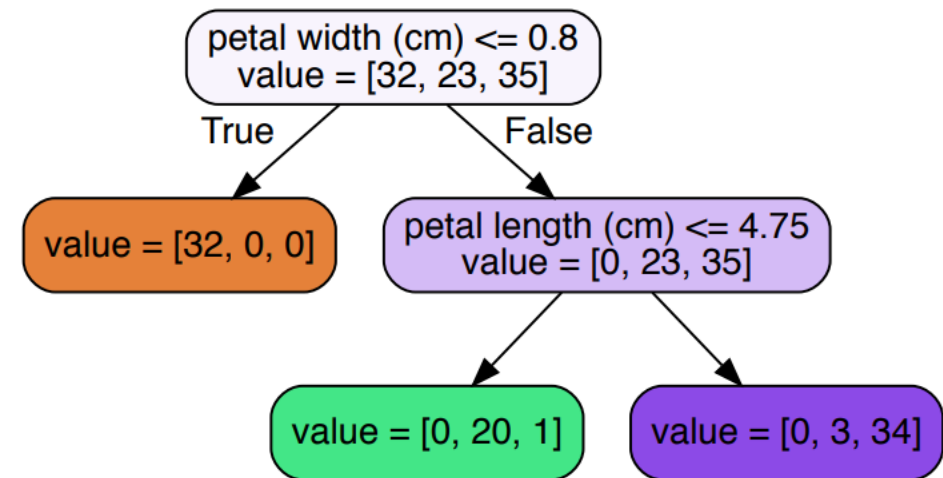 petal width (cm) <= 0.8
value = [32, 23, 35]
True
False
value = [32, 0, 0]
petal length (cm) <= 4.75
value = [0, 23, 35]
value = [0, 20, 1]
value = [0, 3, 34]